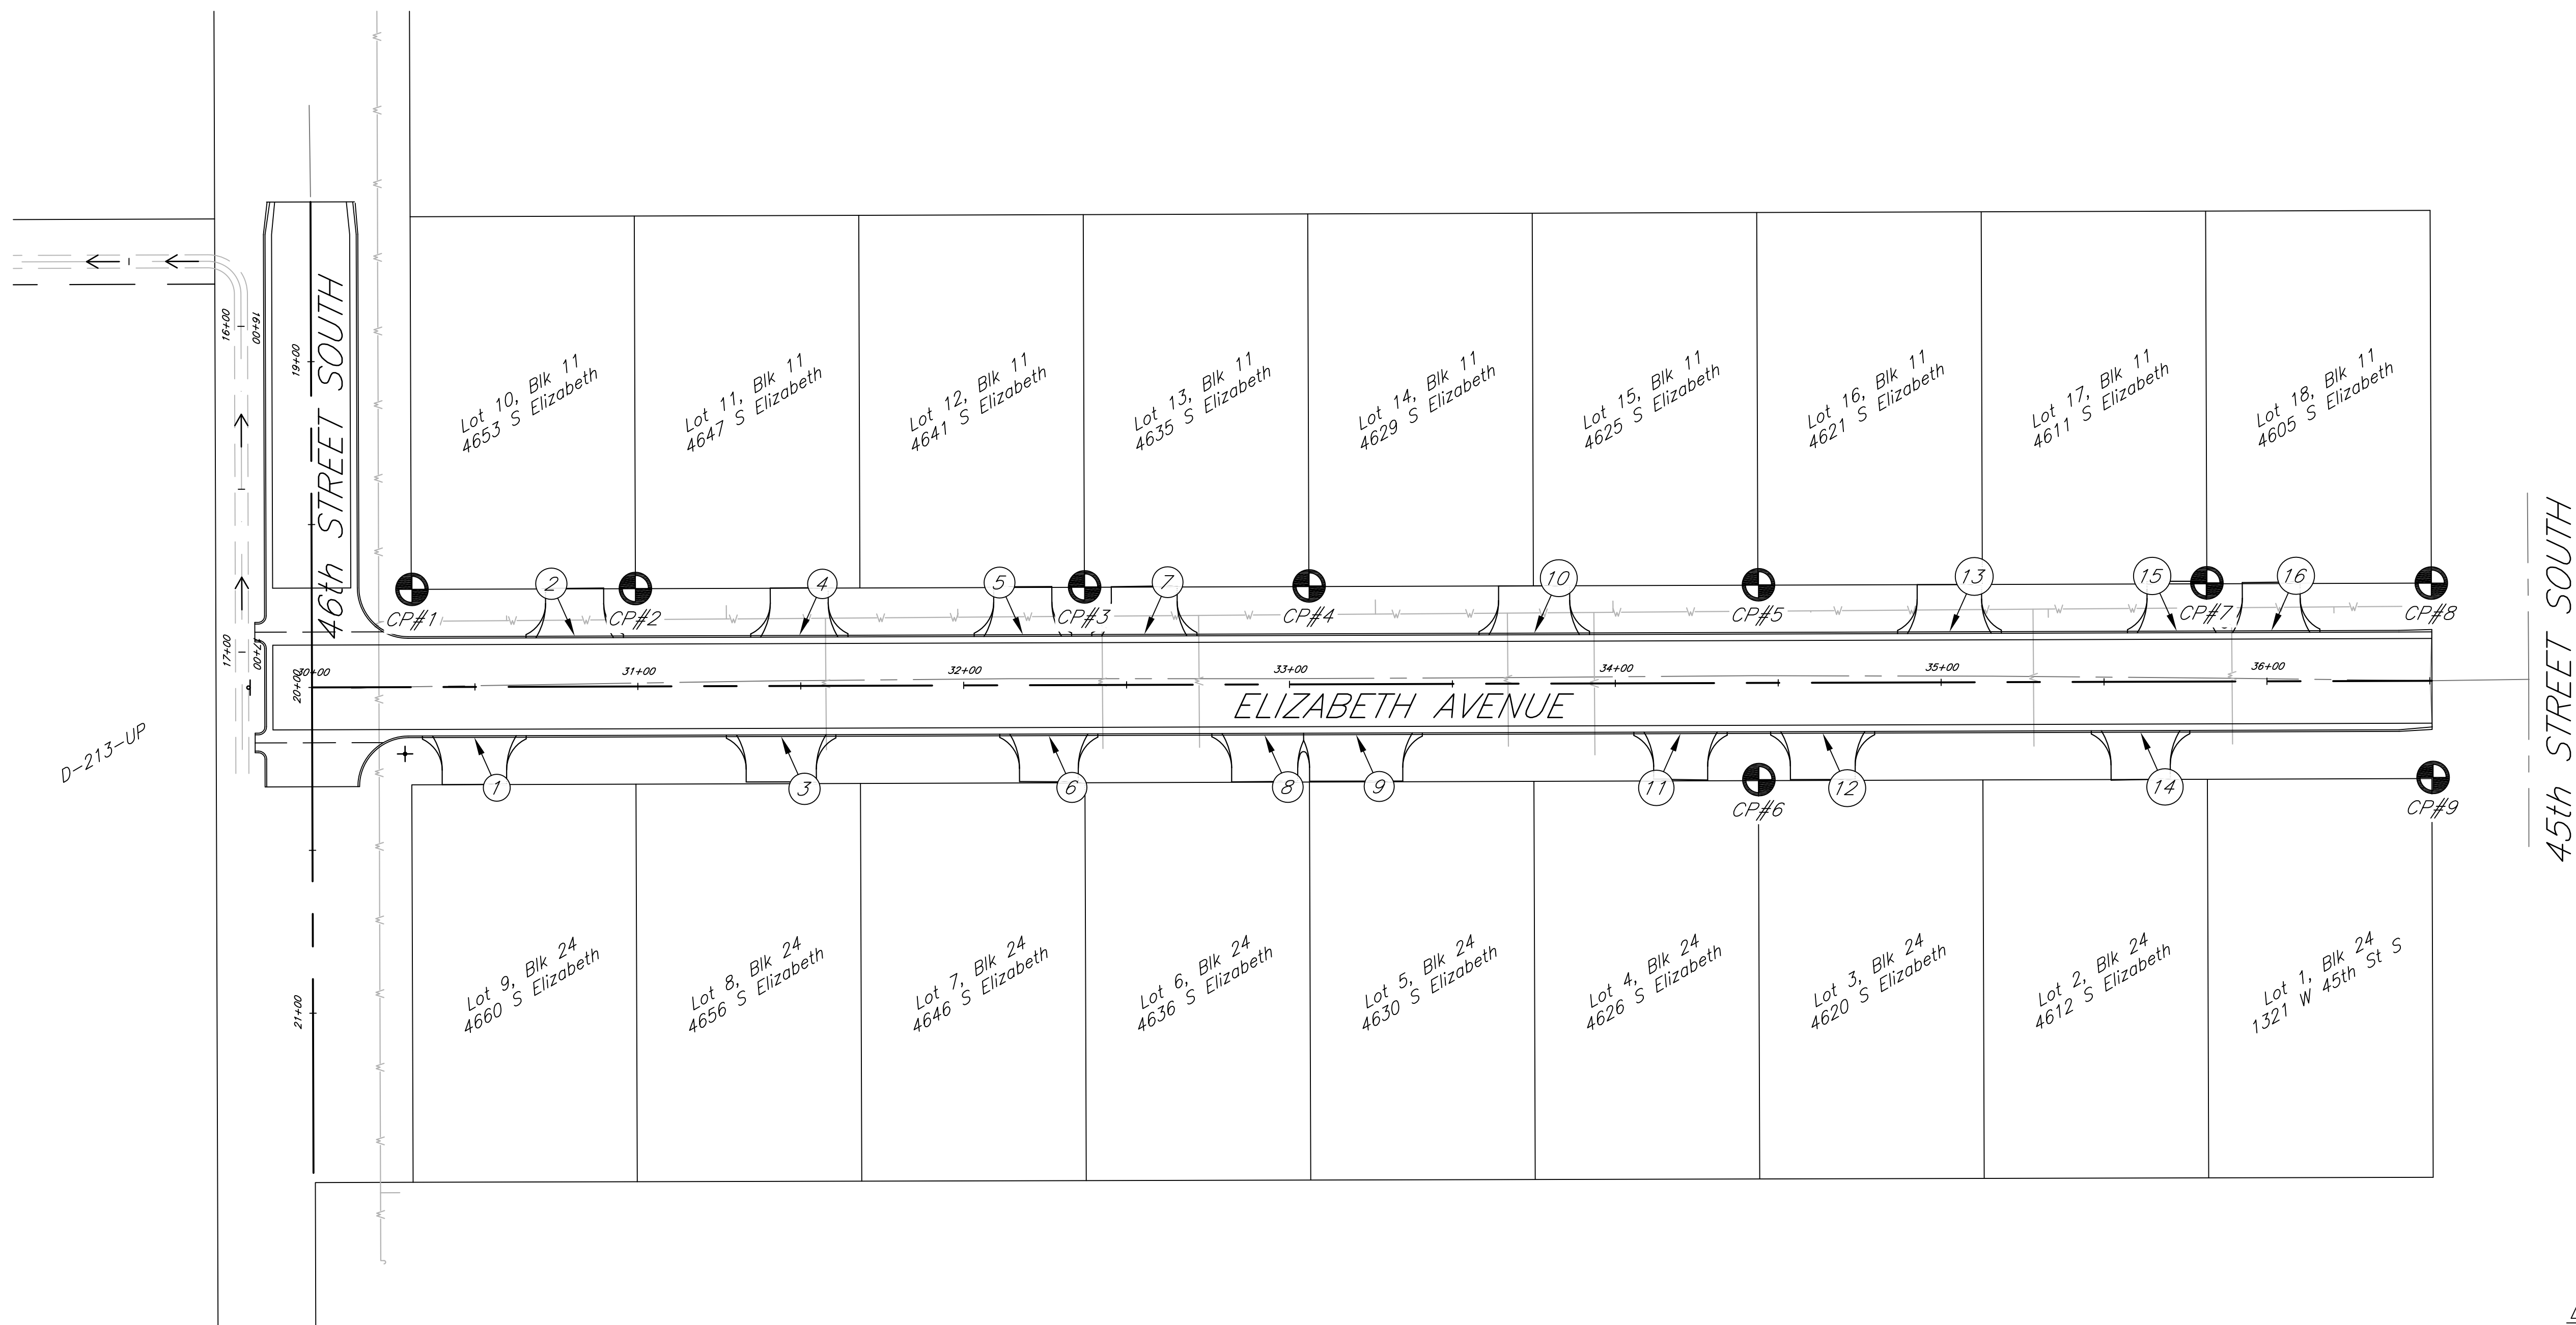 46th STREET SOUTH
16+00
16+00
19+00
17+00
17+00
20+00
21+00
D-213-UP
Lot 10, Blk 11
4653 S Elizabeth
Lot 11, Blk 11
4647 S Elizabeth
Lot 12, Blk 11
4641 S Elizabeth
Lot 13, Blk 11
4635 S Elizabeth
Lot 14, Blk 11
4629 S Elizabeth
Lot 15, Blk 11
4625 S Elizabeth
Lot 16, Blk 11
4621 S Elizabeth
Lot 17, Blk 11
4611 S Elizabeth
Lot 18, Blk 11
4605 S Elizabeth
2
4
5
7
10
13
15
16
CP#1
CP#2
CP#3
CP#4
CP#5
CP#7
CP#8
W W W W W W W W W W W W W W W W W W W W W W W W W
30+00
31+00
32+00
33+00
34+00
35+00
36+00
ELIZABETH AVENUE
45th STREET SOUTH
1
3
6
8
9
11
12
14
CP#6
CP#9
Lot 9, Blk 24
4660 S Elizabeth
Lot 8, Blk 24
4656 S Elizabeth
Lot 7, Blk 24
4646 S Elizabeth
Lot 6, Blk 24
4636 S Elizabeth
Lot 5, Blk 24
4630 S Elizabeth
Lot 4, Blk 24
4626 S Elizabeth
Lot 3, Blk 24
4620 S Elizabeth
Lot 2, Blk 24
4612 S Elizabeth
Lot 1, Blk 24
1321 W 45th St S